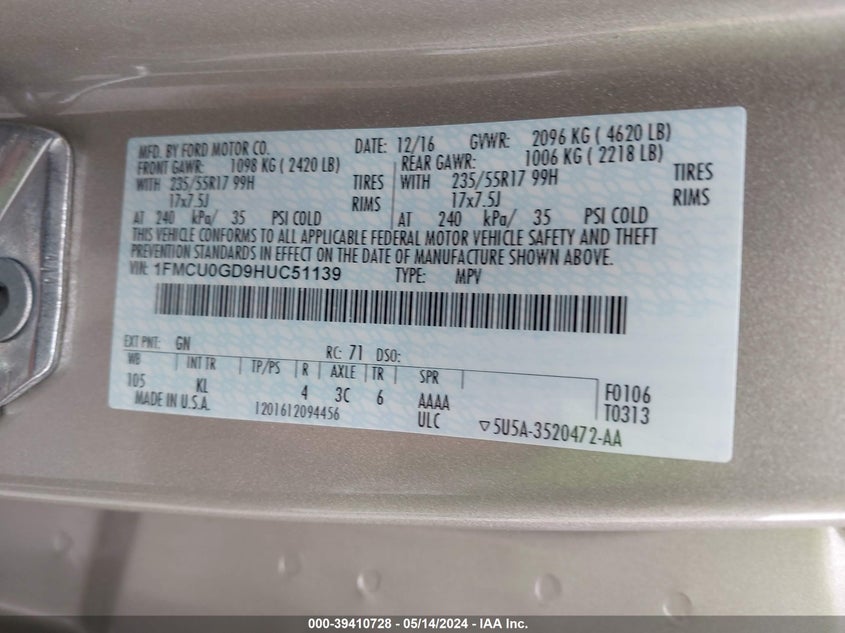 MFD. BY FORD MOTOR CO. DATE: 12/16 GVWR: 2096 KG ( 4620 LB)
FRONT GAWR: 1098 KG ( 2420 LB) REAR GAWR: 1006 KG ( 2218 LB)
WITH 235/55R17 99H TIRES WITH 235/55R17 99H TIRES
17x7.5J RIMS 17x7.5J RIMS
AT 240 kPa/ 35 PSI COLD AT 240 kPa/ 35 PSI COLD
THIS VEHICLE CONFORMS TO ALL APPLICABLE FEDERAL MOTOR VEHICLE SAFETY AND THEFT
PREVENTION STANDARDS IN EFFECT ON THE DATE OF MANUFACTURE SHOWN ABOVE.
VIN: 1FMCU0GD9HUC51139 TYPE: MPV
EXT PNT: GN RC: 71 DSO:
WB INT TR TP/PS R AXLE TR SPR
105 KL 4 3C 6 AAAA F0106
MADE IN U.S.A. 1201612094456 ULC T0313
▽5U5A-3520472-AA
000-39410728 - 05/14/2024 - IAA Inc.